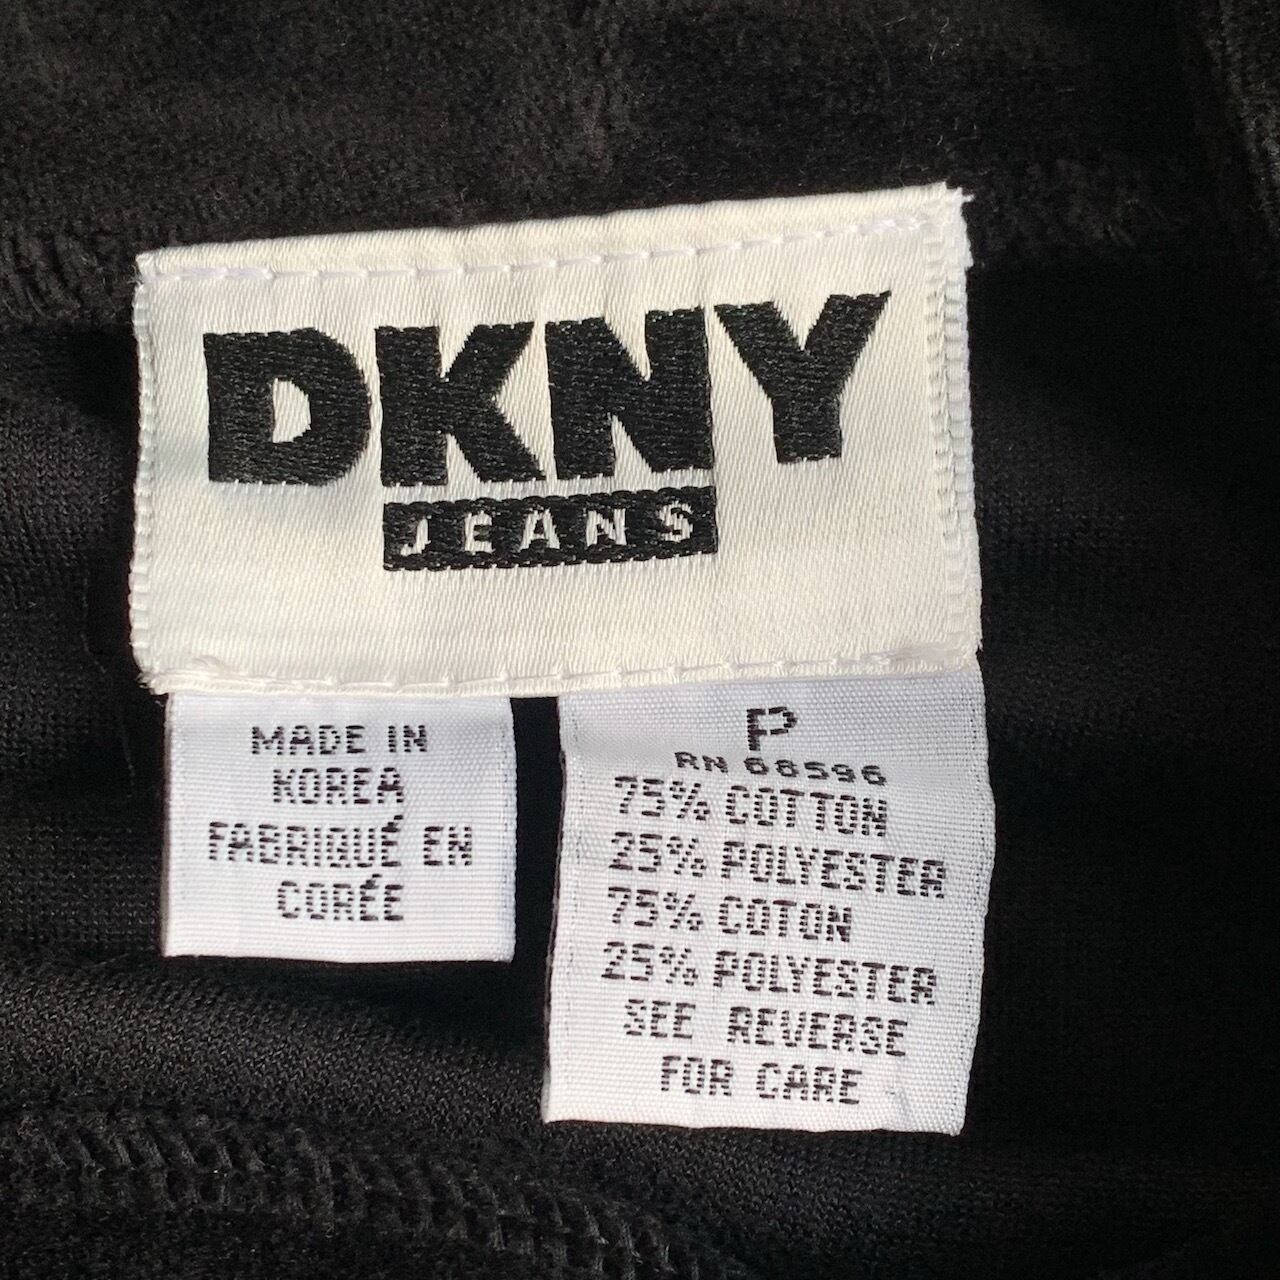 DKNY
JEANS
MADE IN
KOREA
FABRIQUÉ EN
CORÉE
P
RN 68596
75% COTTON
25% POLYESTER
75% COTON
25% POLYESTER
SEE REVERSE
FOR CARE